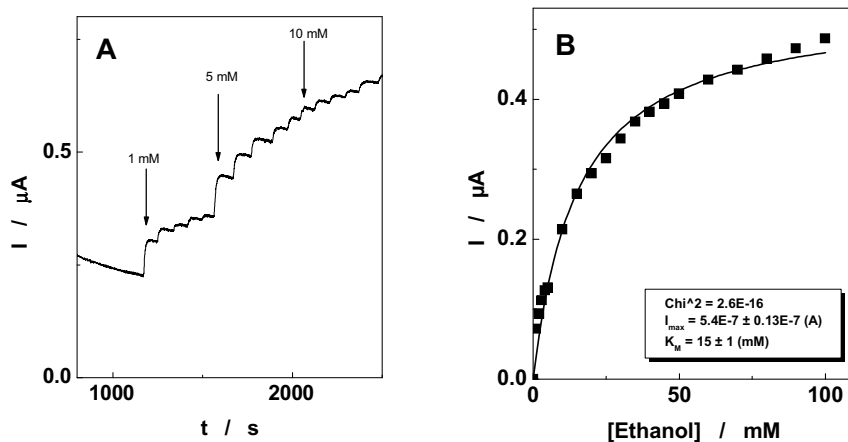 A
10 mM
5 mM
1 mM
I / μA
0.5
0.0
1000
2000
t / s
B
I / μA
0.4
0.2
0.0
0
50
100
[Ethanol] / mM
Chi^2 = 2.6E-16
I_max = 5.4E-7 ± 0.13E-7 (A)
K_M = 15 ± 1 (mM)